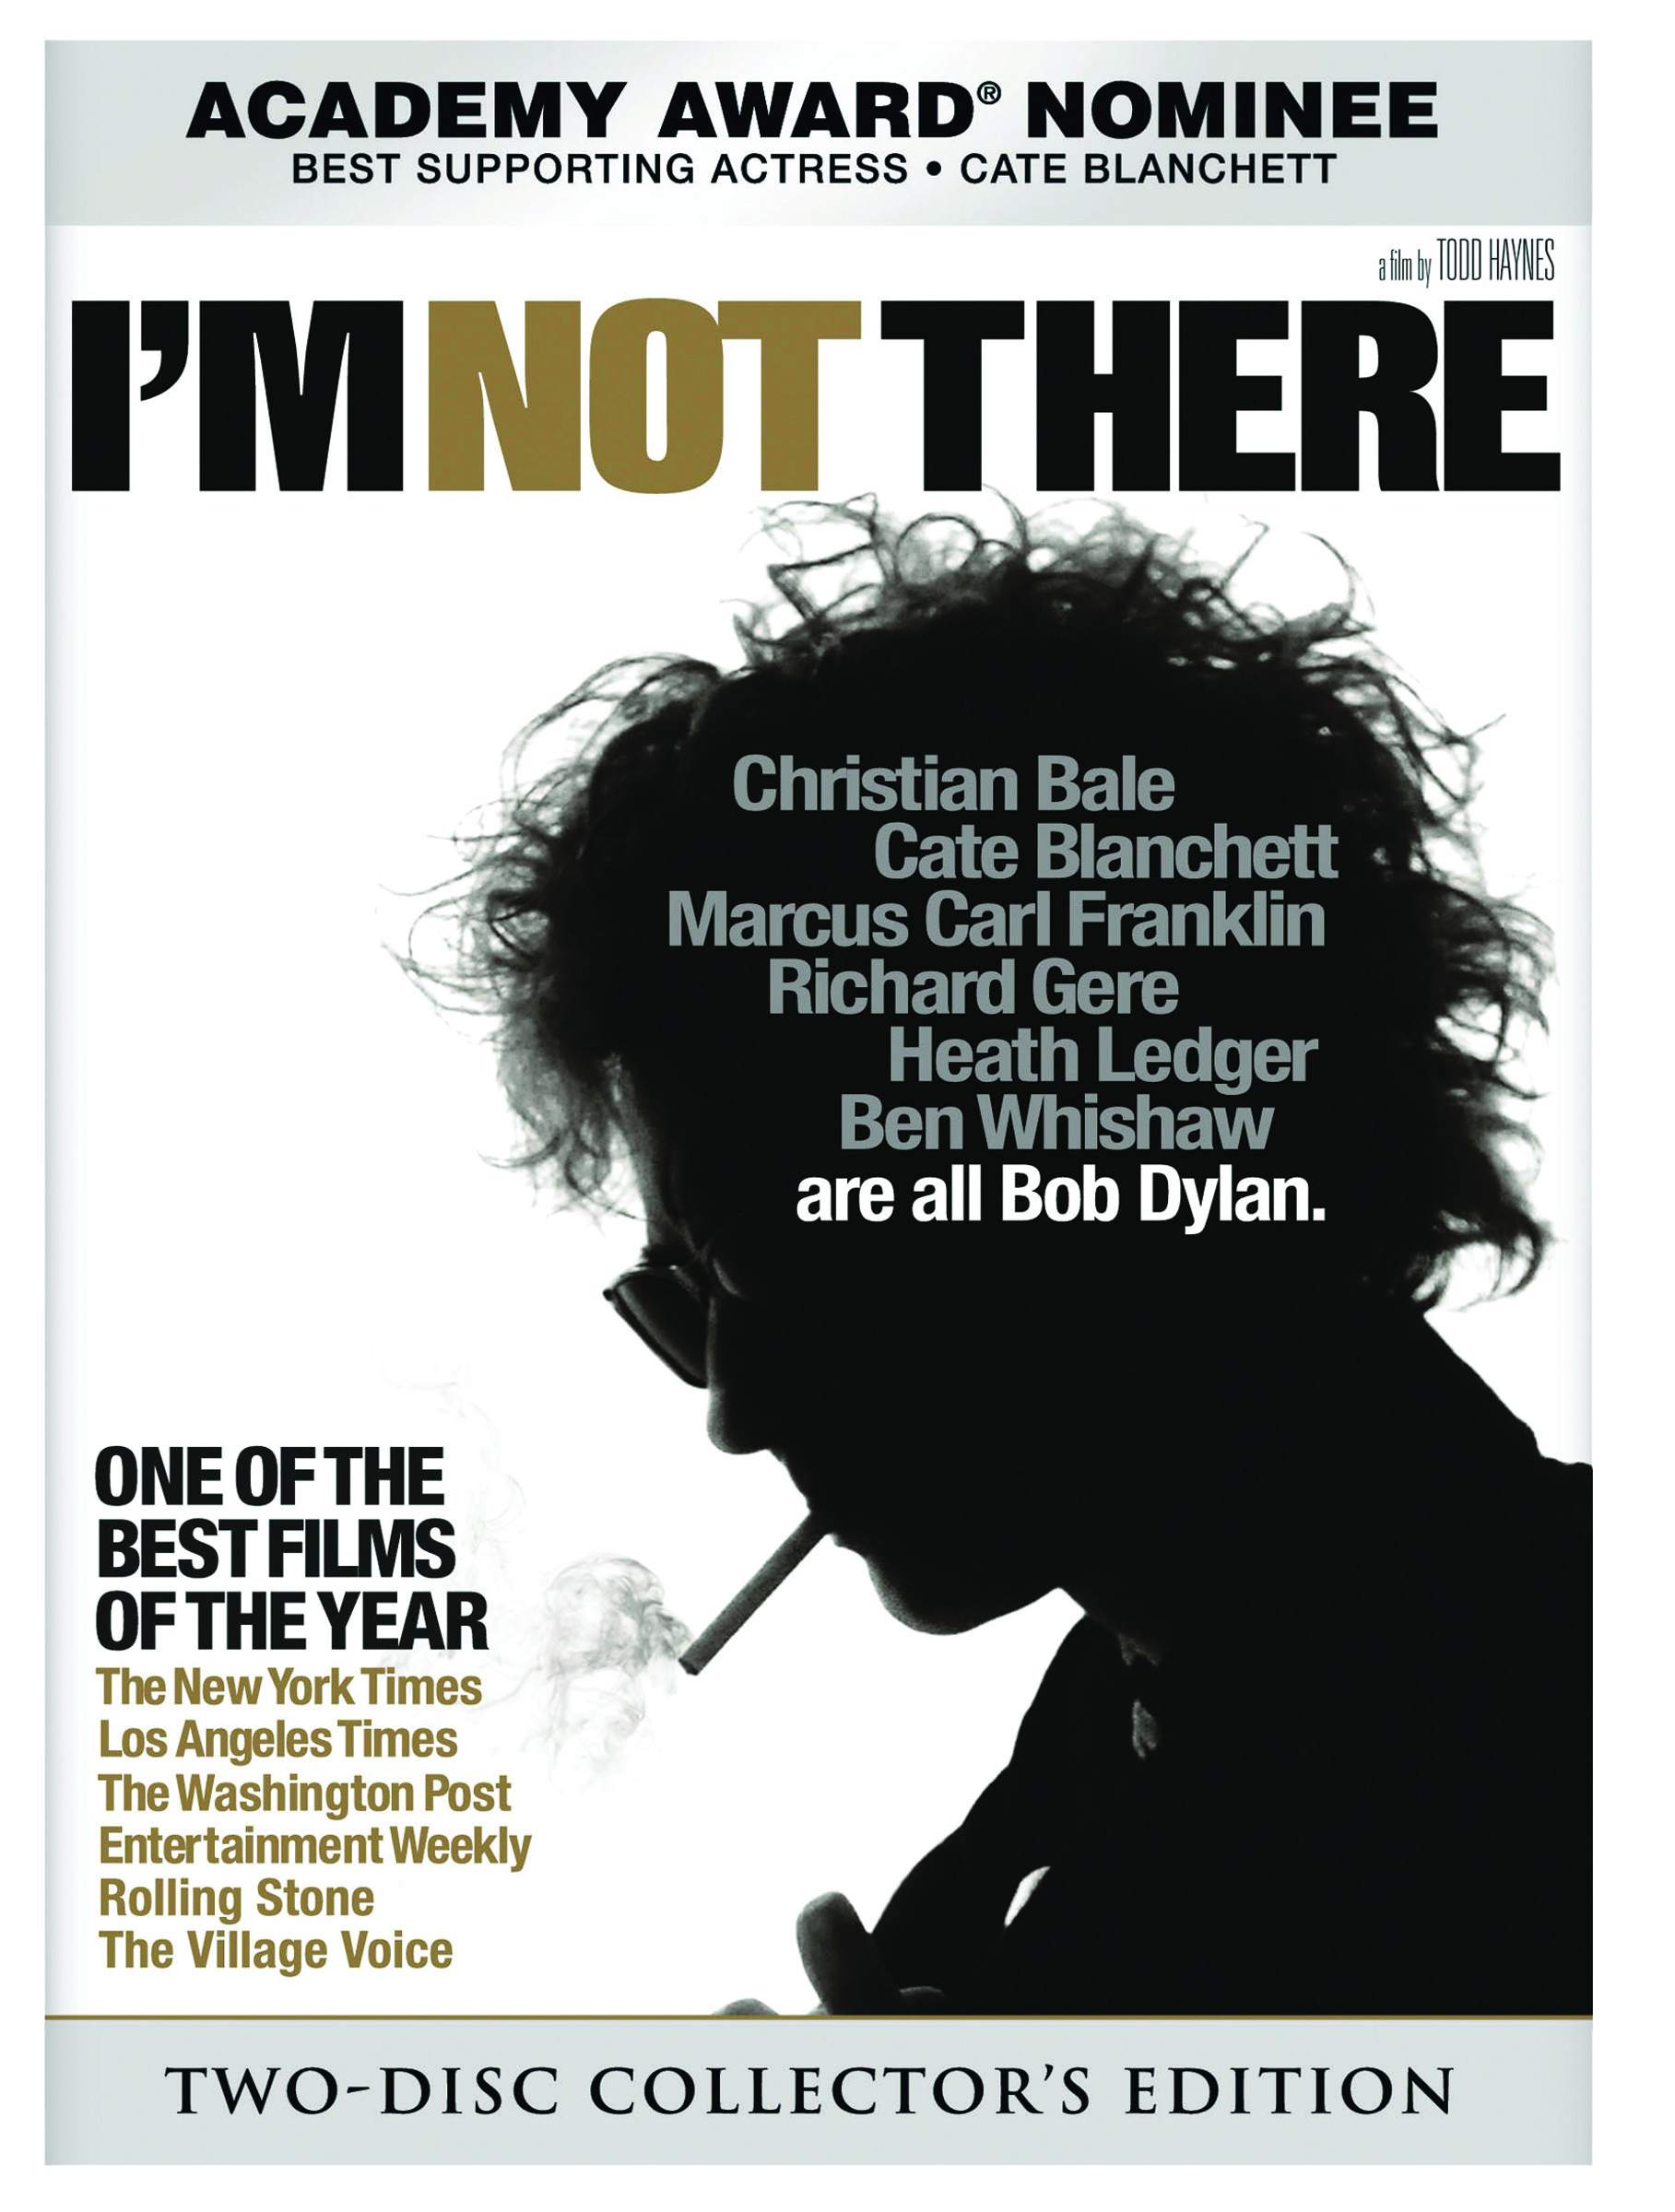 ACADEMY AWARD® NOMINEE
BEST SUPPORTING ACTRESS • CATE BLANCHETT
a film by TODD HAYNES
I'M NOT THERE
Christian Bale
Cate Blanchett
Marcus Carl Franklin
Richard Gere
Heath Ledger
Ben Whishaw
are all Bob Dylan.
ONE OF THE
BEST FILMS
OF THE YEAR
The New York Times
Los Angeles Times
The Washington Post
Entertainment Weekly
Rolling Stone
The Village Voice
TWO-DISC COLLECTOR'S EDITION